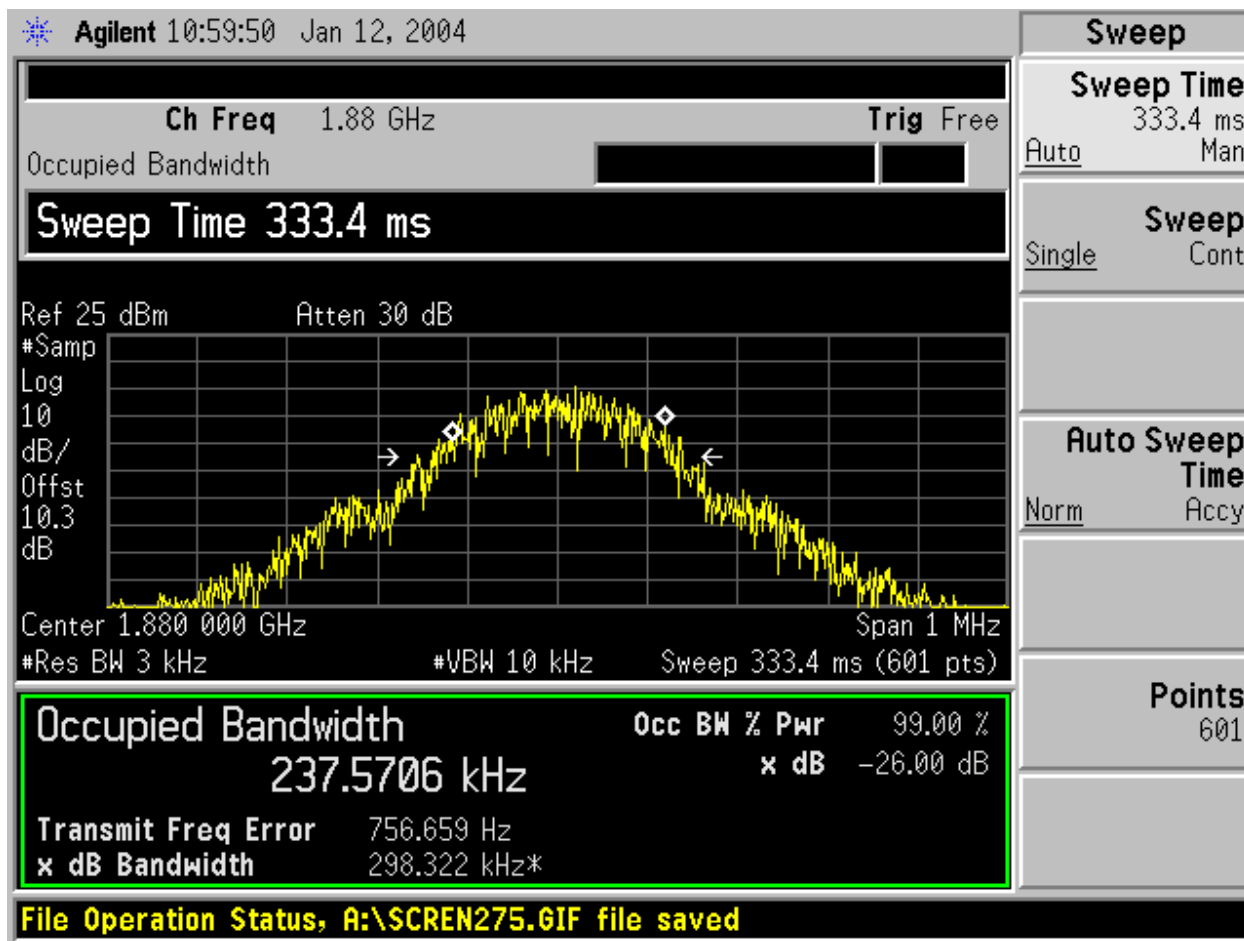 Agilent 10:59:50 Jan 12, 2004
Ch Freq 1.88 GHz Trig Free
Occupied Bandwidth
Sweep Time 333.4 ms
Ref 25 dBm Atten 30 dB
#Samp
Log
10
dB/
Offst
10.3
dB
Center 1.880 000 GHz Span 1 MHz
#Res BW 3 kHz #VBW 10 kHz Sweep 333.4 ms (601 pts)
Occupied Bandwidth
237.5706 kHz
Occ BW % Pwr 99.00 %
x dB -26.00 dB
Transmit Freq Error 756.659 Hz
x dB Bandwidth 298.322 kHz*
File Operation Status, A:\SCREN275.GIF file saved
Sweep
Sweep Time
333.4 ms
Auto Man
Sweep
Single Cont
Auto Sweep
Time
Norm Accy
Points
601